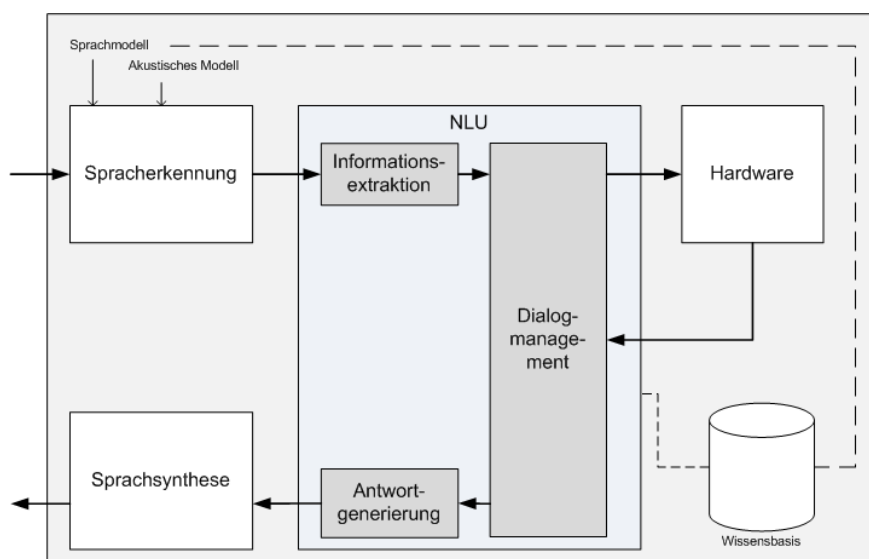 Sprachmodell
Akustisches Modell
NLU
Spracherkennung
Informations-
extraktion
Hardware
Dialog-
manage-
ment
Sprachsynthese
Antwort-
generierung
Wissensbasis